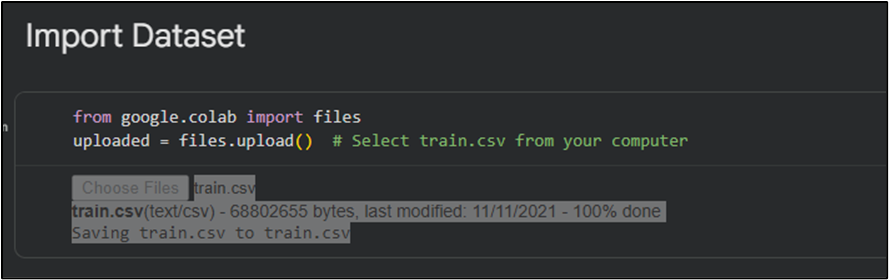 Import Dataset
from google.colab import files
uploaded = files.upload()  # Select train.csv from your computer
Choose Files train.csv
train.csv(text/csv) - 68802655 bytes, last modified: 11/11/2021 - 100% done
Saving train.csv to train.csv